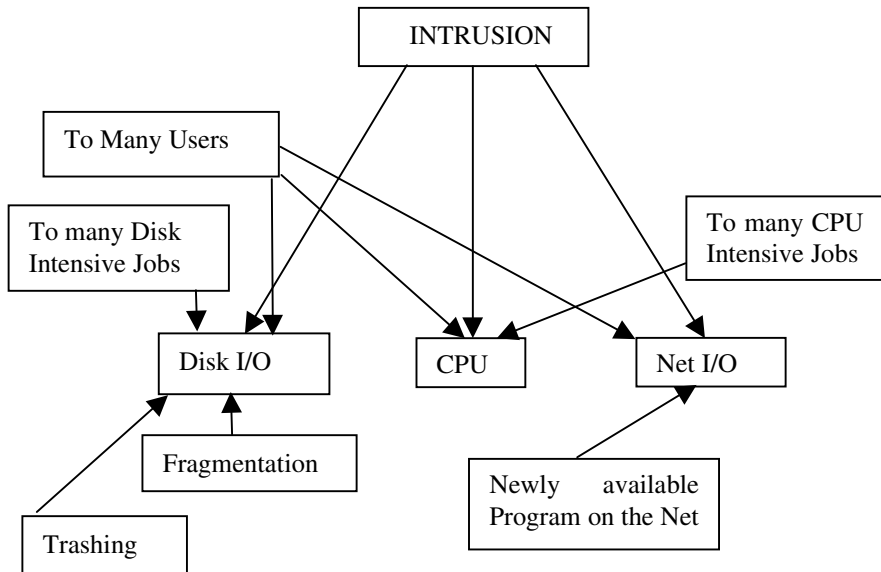 INTRUSION
To Many Users
To many Disk
Intensive Jobs
To many CPU
Intensive Jobs
Disk I/O
CPU
Net I/O
Fragmentation
Newly available
Program on the Net
Trashing